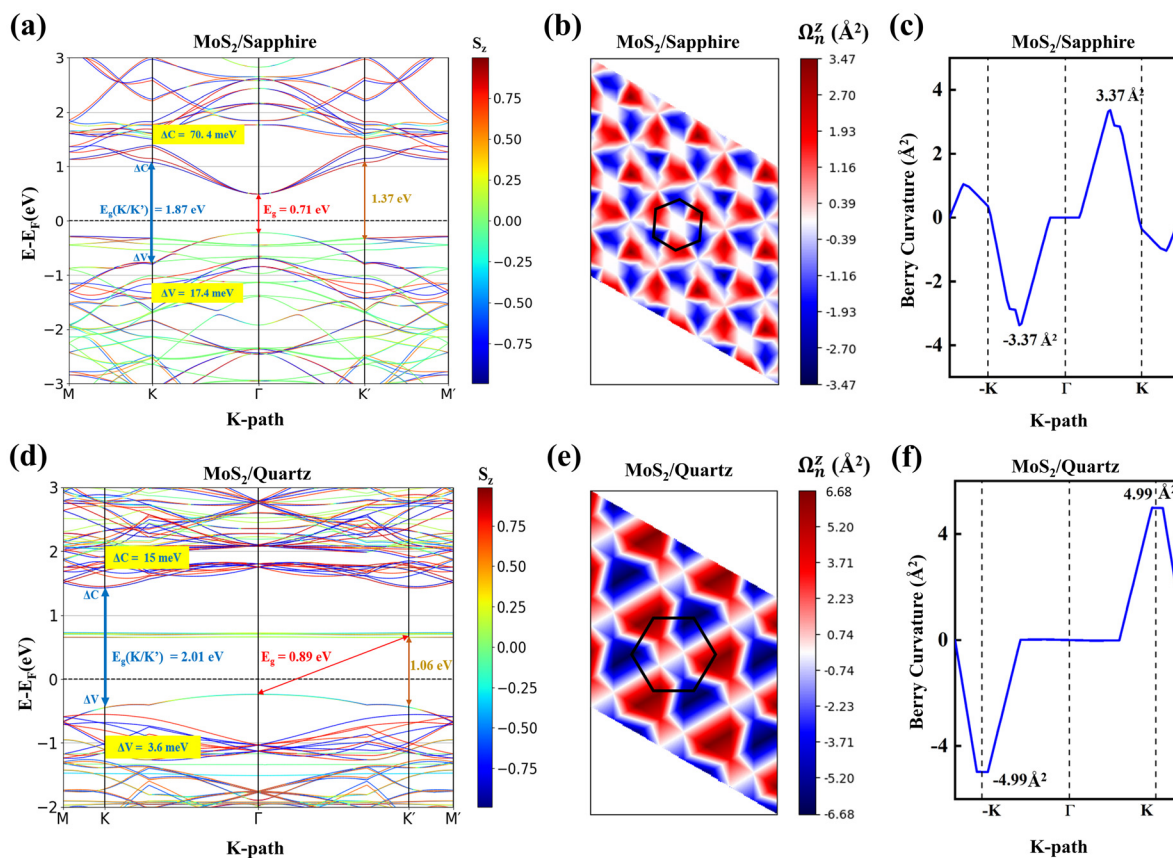 (a)
MoS₂/Sapphire
S_z
3
2
1
0
−1
−2
−3
E-E_F(eV)
ΔC = 70. 4 meV
ΔC
E_g(K/K') = 1.87 eV
E_g = 0.71 eV
1.37 eV
ΔV
ΔV = 17.4 meV
M
K
Γ
K′
M′
K-path
0.75
0.50
0.25
0.00
−0.25
−0.50
−0.75
(b)
MoS₂/Sapphire
Ω_n^z (Å²)
3.47
2.70
1.93
1.16
0.39
−0.39
−1.16
−1.93
−2.70
−3.47
(c)
MoS₂/Sapphire
4
2
0
-2
-4
Berry Curvature (Å²)
3.37 Å²
-3.37 Å²
-K
Γ
K
K-path
(d)
MoS₂/Quartz
S_z
3
2
1
0
−1
−2
E-E_F(eV)
ΔC = 15 meV
ΔC
E_g(K/K') = 2.01 eV
E_g = 0.89 eV
1.06 eV
ΔV
ΔV = 3.6 meV
M
K
Γ
K′
M′
K-path
0.75
0.50
0.25
0.00
−0.25
−0.50
−0.75
(e)
MoS₂/Quartz
Ω_n^z (Å²)
6.68
5.20
3.71
2.23
0.74
−0.74
−2.23
−3.71
−5.20
−6.68
(f)
MoS₂/Quartz
4
0
-4
Berry Curvature (Å²)
4.99 Å²
-4.99 Å²
-K
Γ
K
K-path